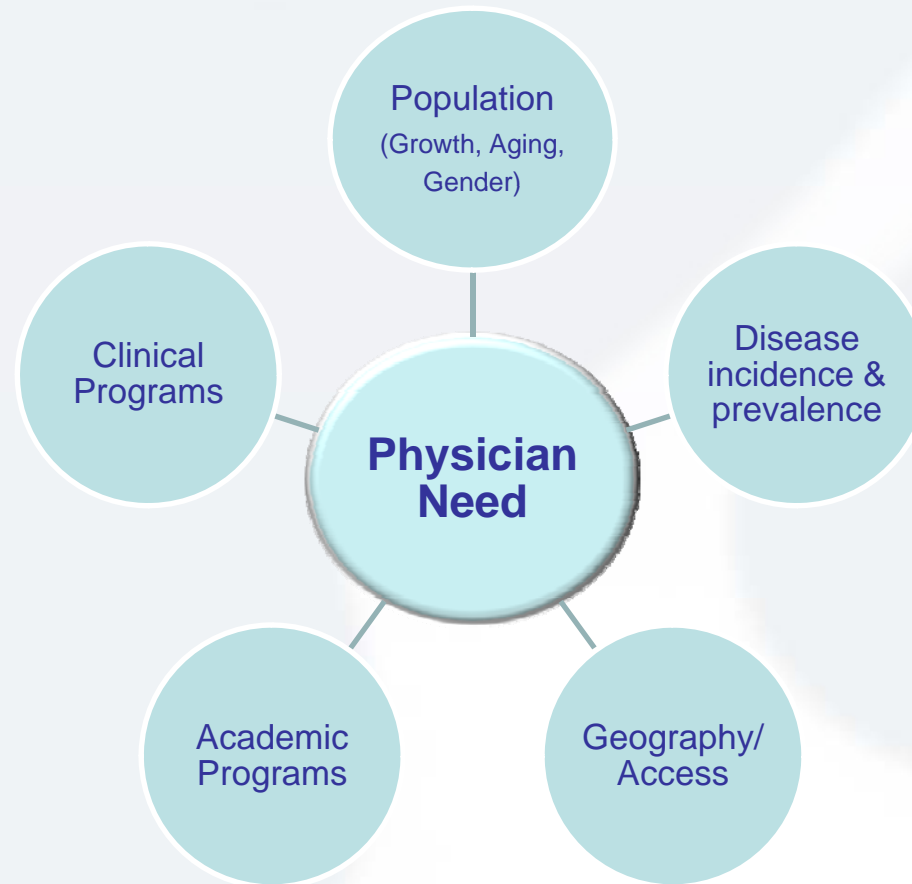 Population
(Growth, Aging,
Gender)
Clinical
Programs
Disease
incidence &
prevalence
Physician
Need
Academic
Programs
Geography/
Access